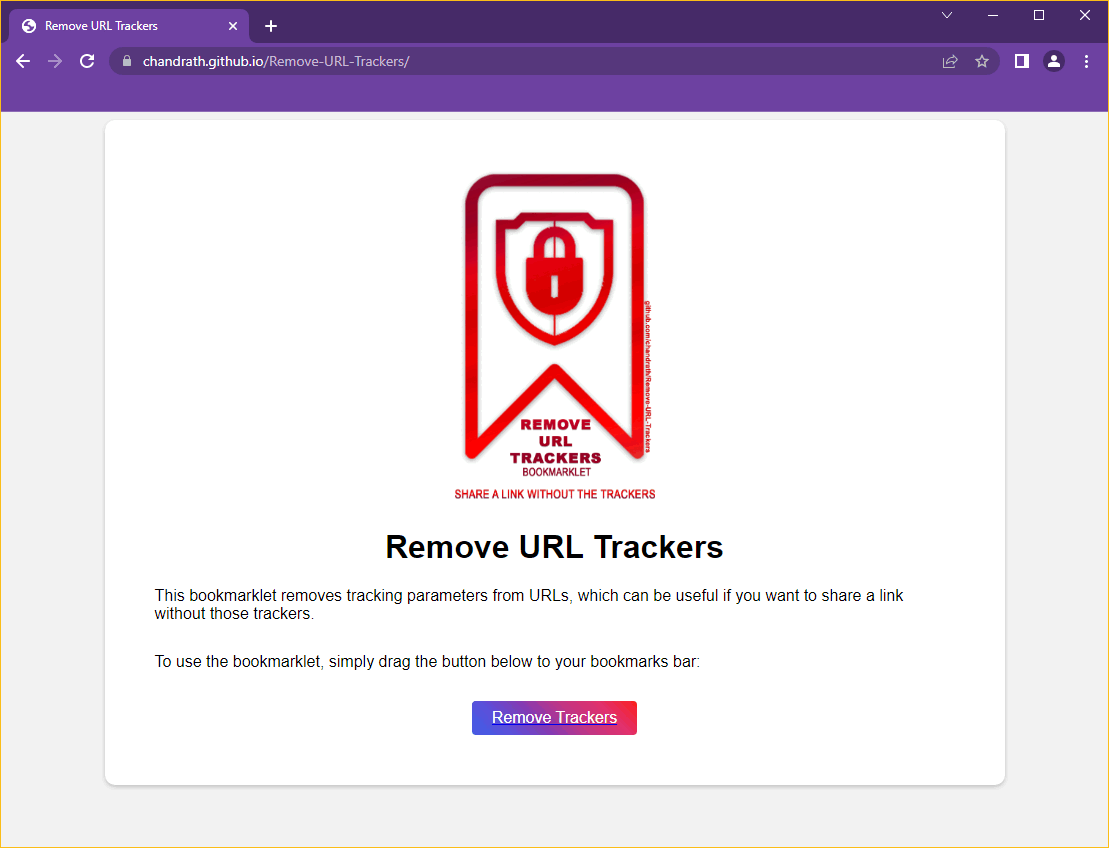 Remove URL Trackers
chandrath.github.io/Remove-URL-Trackers/
github.com/chandrath/Remove-URL-Trackers
REMOVE
URL
TRACKERS
BOOKMARKLET
SHARE A LINK WITHOUT THE TRACKERS
Remove URL Trackers
This bookmarklet removes tracking parameters from URLs, which can be useful if you want to share a link
without those trackers.
To use the bookmarklet, simply drag the button below to your bookmarks bar:
Remove Trackers